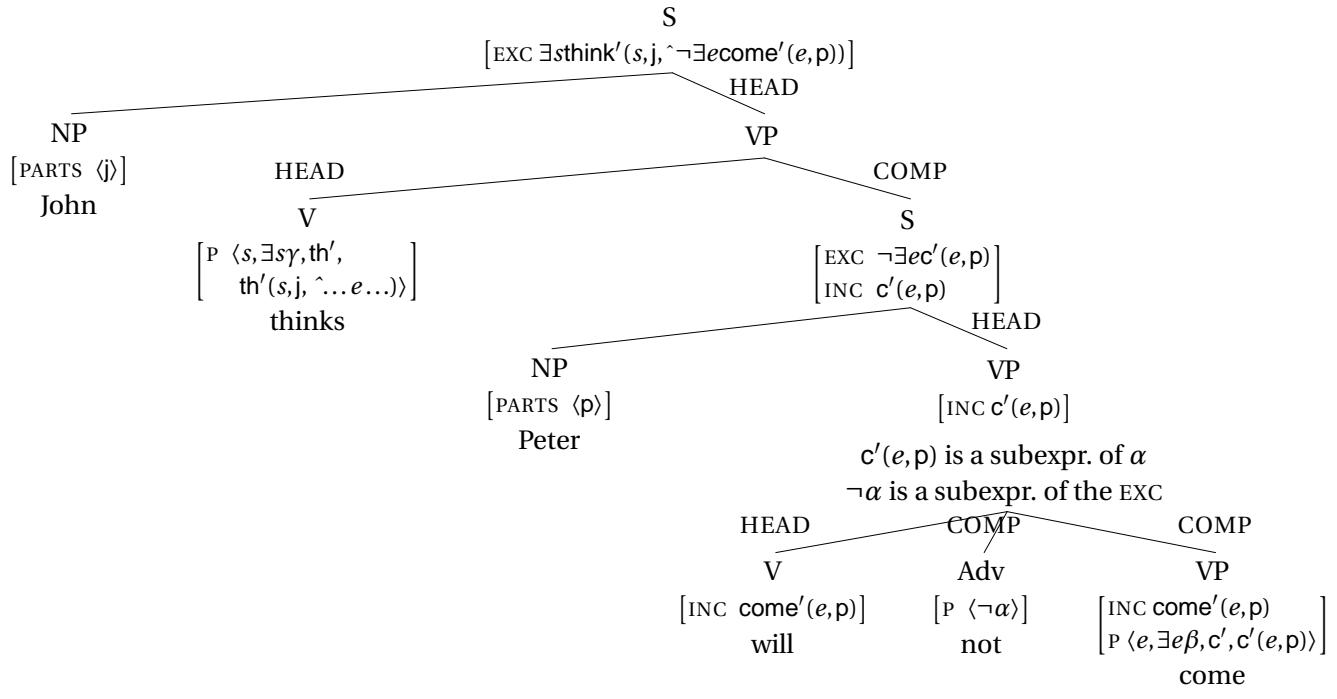 S
[EXC ∃sthink′(s,j,ˆ¬∃ecome′(e,p))]
HEAD
NP
VP
[PARTS ⟨j⟩]
HEAD
COMP
John
V
S
[P ⟨s,∃sγ,th′,
th′(s,j, ˆ…e…)⟩]
[EXC ¬∃ec′(e,p)
INC c′(e,p)]
thinks
HEAD
NP
VP
[PARTS ⟨p⟩]
[INC c′(e,p)]
Peter
c′(e,p) is a subexpr. of α
¬α is a subexpr. of the EXC
HEAD
COMP
COMP
V
Adv
VP
[INC come′(e,p)]
[P ⟨¬α⟩]
[INC come′(e,p)
P ⟨e,∃eβ,c′,c′(e,p)⟩]
will
not
come